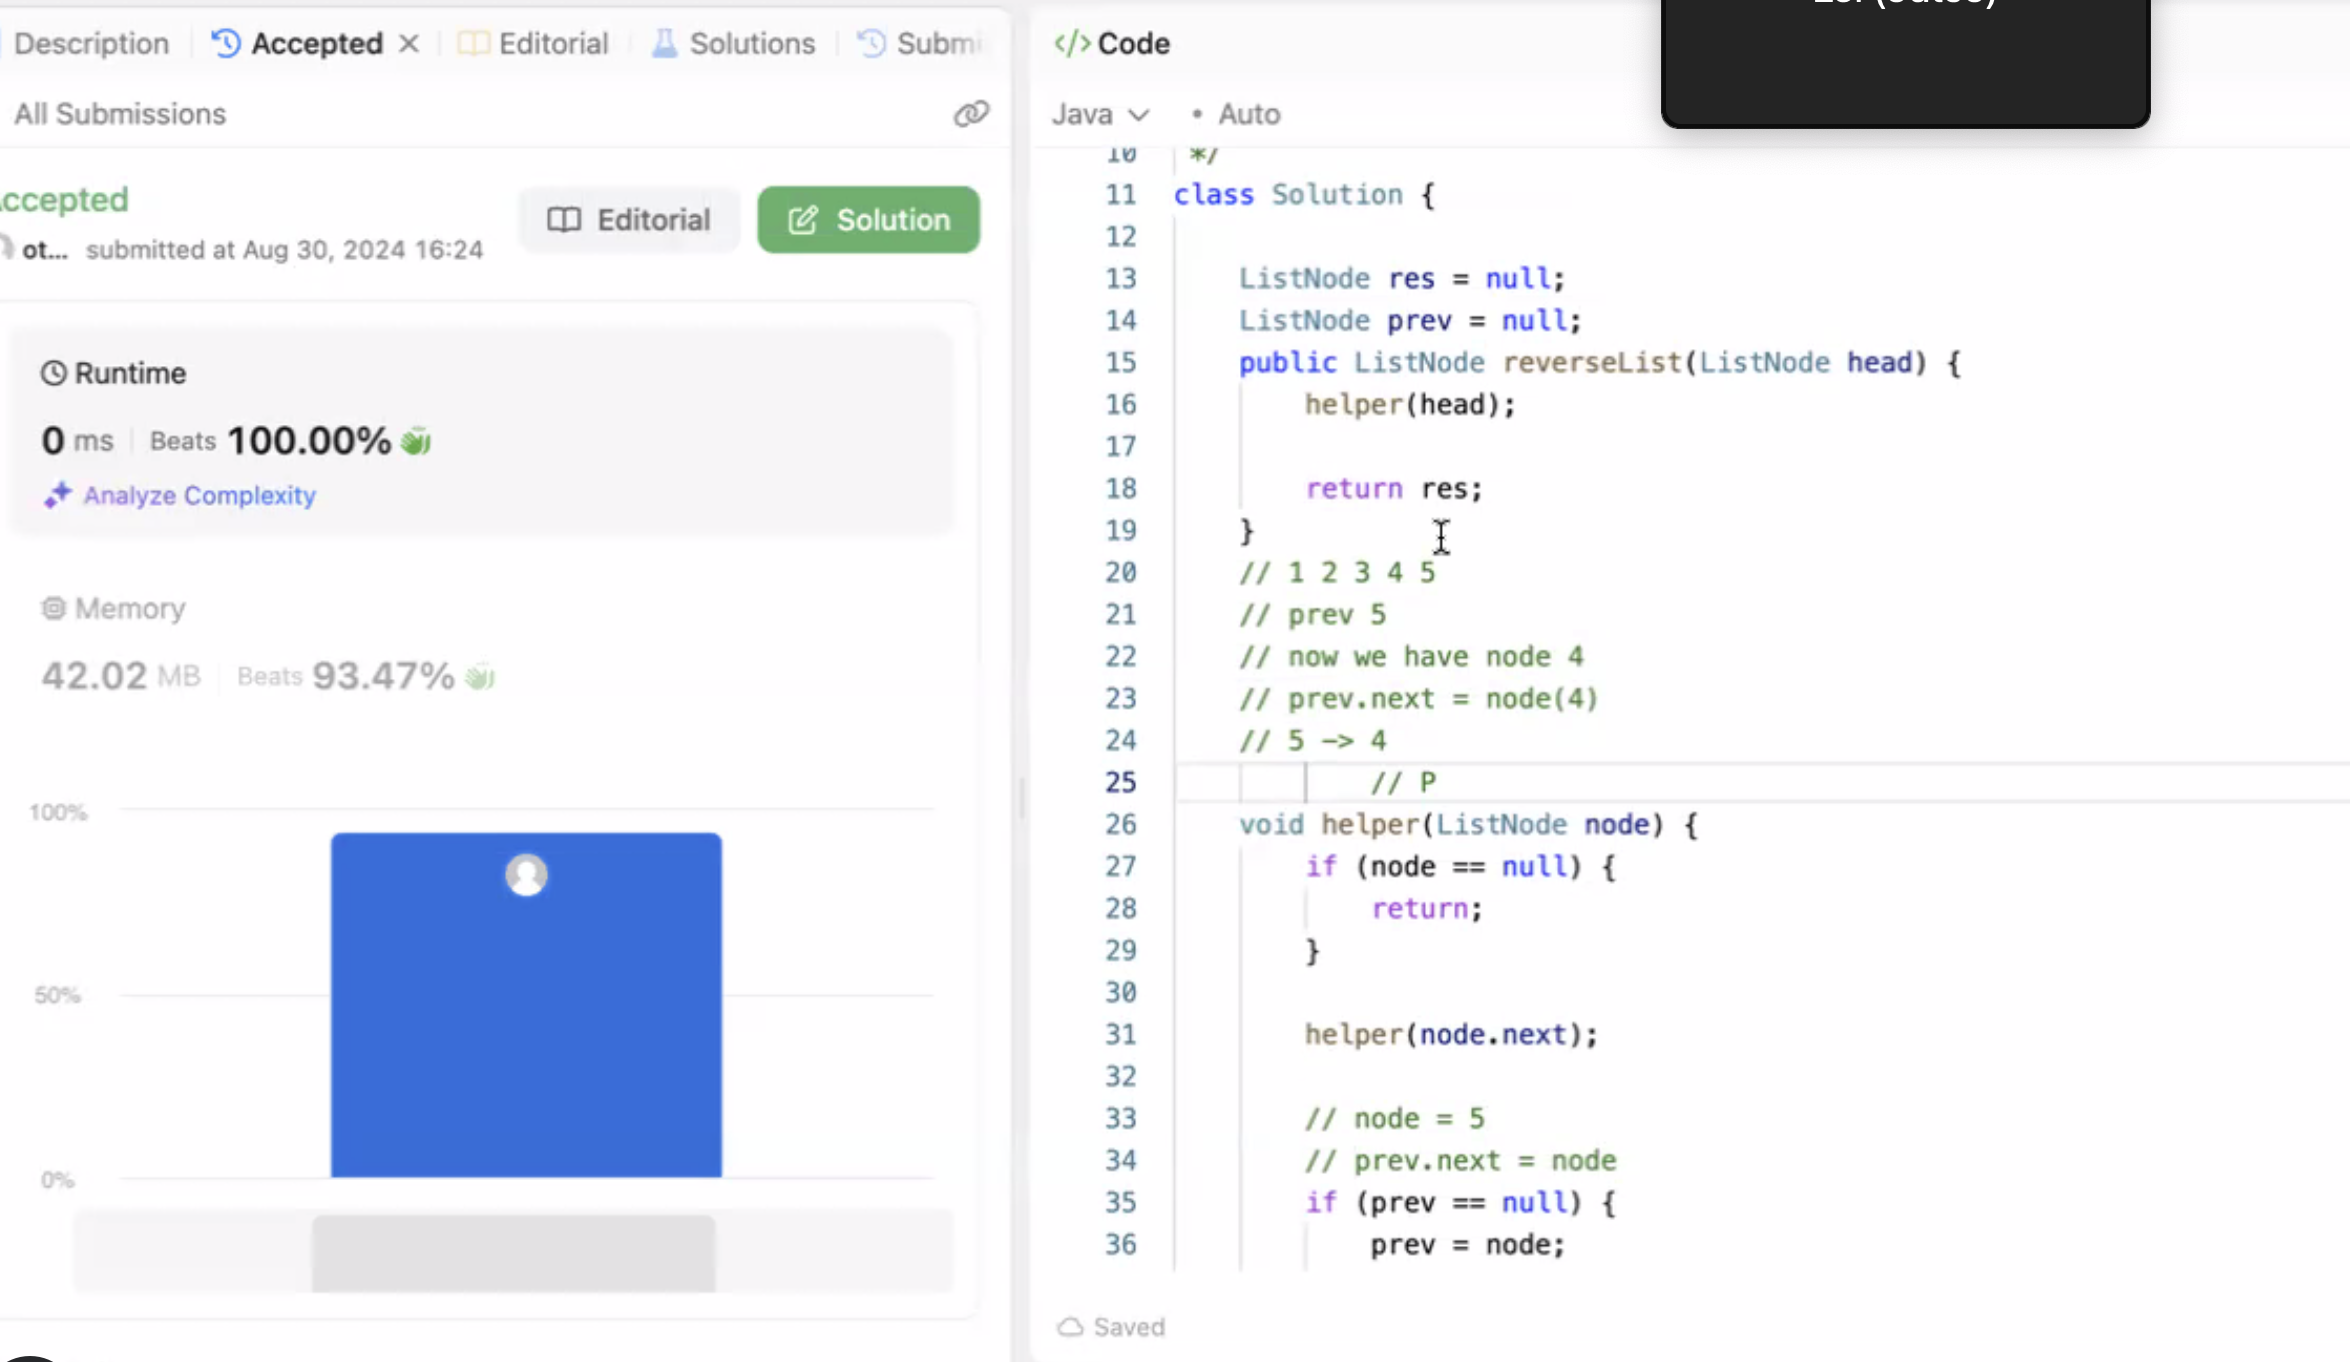 Description
Accepted
Editorial
Solutions
</> Code
All Submissions
Java
Auto
ccepted
ot... submitted at Aug 30, 2024 16:24
Editorial
Solution
Runtime
0 ms | Beats 100.00%
Analyze Complexity
Memory
42.02 MB | Beats 93.47%
100%
50%
0%
10 */
11 class Solution {
12
13 ListNode res = null;
14 ListNode prev = null;
15 public ListNode reverseList(ListNode head) {
16 helper(head);
17
18 return res;
19 }
20 // 1 2 3 4 5
21 // prev 5
22 // now we have node 4
23 // prev.next = node(4)
24 // 5 -> 4
25 // P
26 void helper(ListNode node) {
27 if (node == null) {
28 return;
29 }
30
31 helper(node.next);
32
33 // node = 5
34 // prev.next = node
35 if (prev == null) {
36 prev = node;
Saved